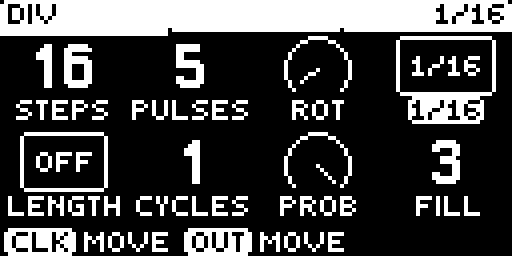 DIV 1/16
16 5 1/16
STEPS PULSES ROT 1/16
OFF 1 3
LENGTH CYCLES PROB FILL
CLK MOVE OUT MOVE